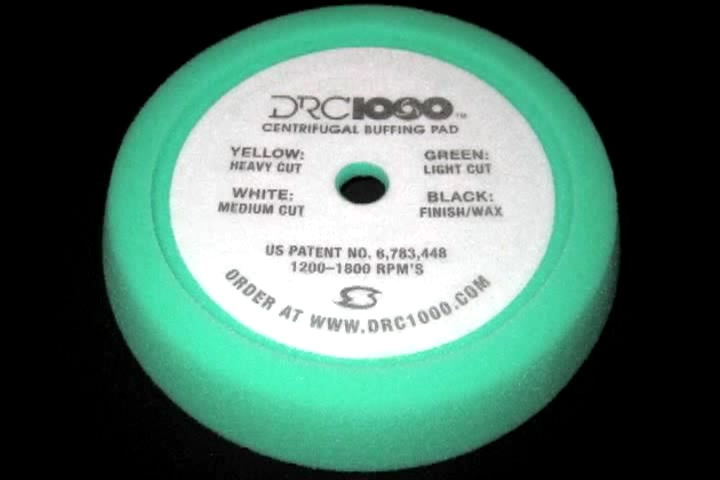 DRC1000™
CENTRIFUGAL BUFFING PAD
YELLOW: GREEN:
HEAVY CUT LIGHT CUT
WHITE: BLACK:
MEDIUM CUT FINISH/WAX
US PATENT NO. 6,783,448
1200-1800 RPM'S
ORDER AT WWW.DRC1000.COM